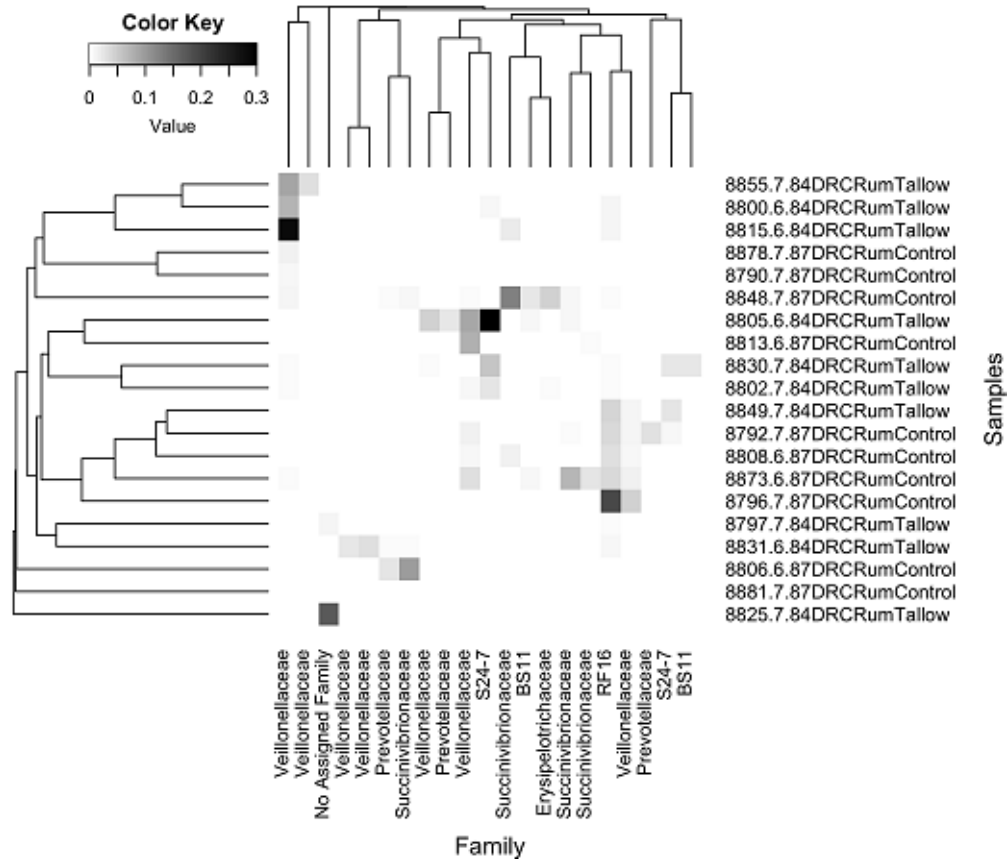 Color Key
0 0.1 0.2 0.3
Value
8855.7.84DRCRumTallow
8800.6.84DRCRumTallow
8815.6.84DRCRumTallow
8878.7.87DRCRumControl
8790.7.87DRCRumControl
8848.7.87DRCRumControl
8805.6.84DRCRumTallow
8813.6.87DRCRumControl
8830.7.84DRCRumTallow
8802.7.84DRCRumTallow
8849.7.84DRCRumTallow
8792.7.87DRCRumControl
8808.6.87DRCRumControl
8873.6.87DRCRumControl
8796.7.87DRCRumControl
8797.7.84DRCRumTallow
8831.6.84DRCRumTallow
8806.6.87DRCRumControl
8881.7.87DRCRumControl
8825.7.84DRCRumTallow
Samples
Veillonellaceae
Veillonellaceae
No Assigned Family
Veillonellaceae
Veillonellaceae
Prevotellaceae
Succinivibrionaceae
Veillonellaceae
Prevotellaceae
Veillonellaceae
S24-7
Succinivibrionaceae
BS11
Erysipelotrichaceae
Succinivibrionaceae
Succinivibrionaceae
RF16
Veillonellaceae
Prevotellaceae
S24-7
BS11
Family